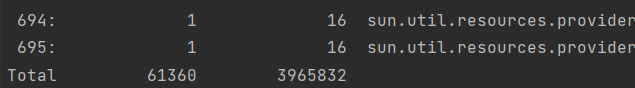 694: 1 16 sun.util.resources.provider
695: 1 16 sun.util.resources.provider
Total 61360 3965832